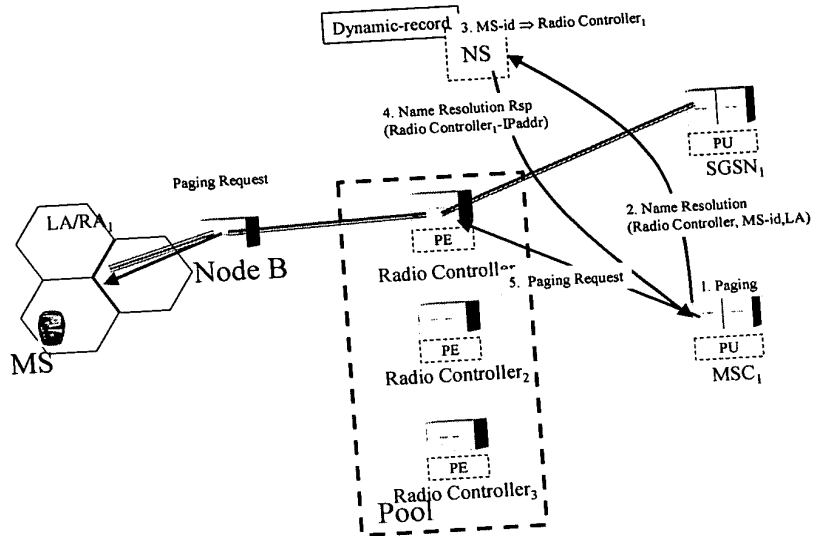 Dynamic-record
3. MS-id ⇒ Radio Controller₁
NS
4. Name Resolution Rsp
(Radio Controller₁-IPaddr)
PU
SGSN₁
Paging Request
LA/RA₁
2. Name Resolution
(Radio Controller, MS-id,LA)
PE
Node B
Radio Controller
5. Paging Request
1. Paging
MS
PE
Radio Controller₂
PU
MSC₁
PE
Radio Controller₃
Pool